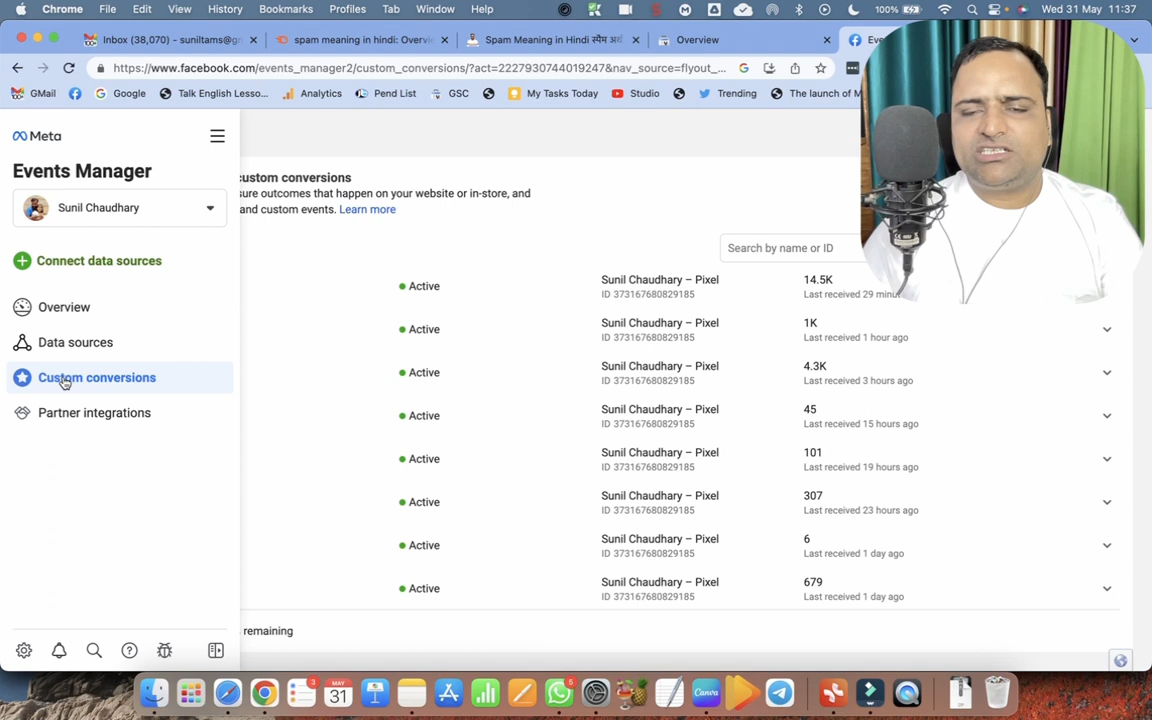 Chrome File Edit View History Bookmarks Profiles Tab Window Help 100% Wed 31 May 11:37
Inbox (38,070) - suniltams@g spam meaning in hindi: Overvi Spam Meaning in Hindi स्पैम अर्थ Overview Eve
https://www.facebook.com/events_manager2/custom_conversions/?act=2227930744019247&nav_source=flyout_...
GMail Google Talk English Lesso... Analytics Pend List GSC My Tasks Today Studio Trending The launch of M
Meta
Events Manager
Sunil Chaudhary
Connect data sources
Overview
Data sources
Custom conversions
Partner integrations
custom conversions
sure outcomes that happen on your website or in-store, and
and custom events. Learn more
Search by name or ID
Active Sunil Chaudhary – Pixel 14.5K
ID 373167680829185 Last received 29 minu
Active Sunil Chaudhary – Pixel 1K
ID 373167680829185 Last received 1 hour ago
Active Sunil Chaudhary – Pixel 4.3K
ID 373167680829185 Last received 3 hours ago
Active Sunil Chaudhary – Pixel 45
ID 373167680829185 Last received 15 hours ago
Active Sunil Chaudhary – Pixel 101
ID 373167680829185 Last received 19 hours ago
Active Sunil Chaudhary – Pixel 307
ID 373167680829185 Last received 23 hours ago
Active Sunil Chaudhary – Pixel 6
ID 373167680829185 Last received 1 day ago
Active Sunil Chaudhary – Pixel 679
ID 373167680829185 Last received 1 day ago
remaining
3 MAY 31 5 Canva